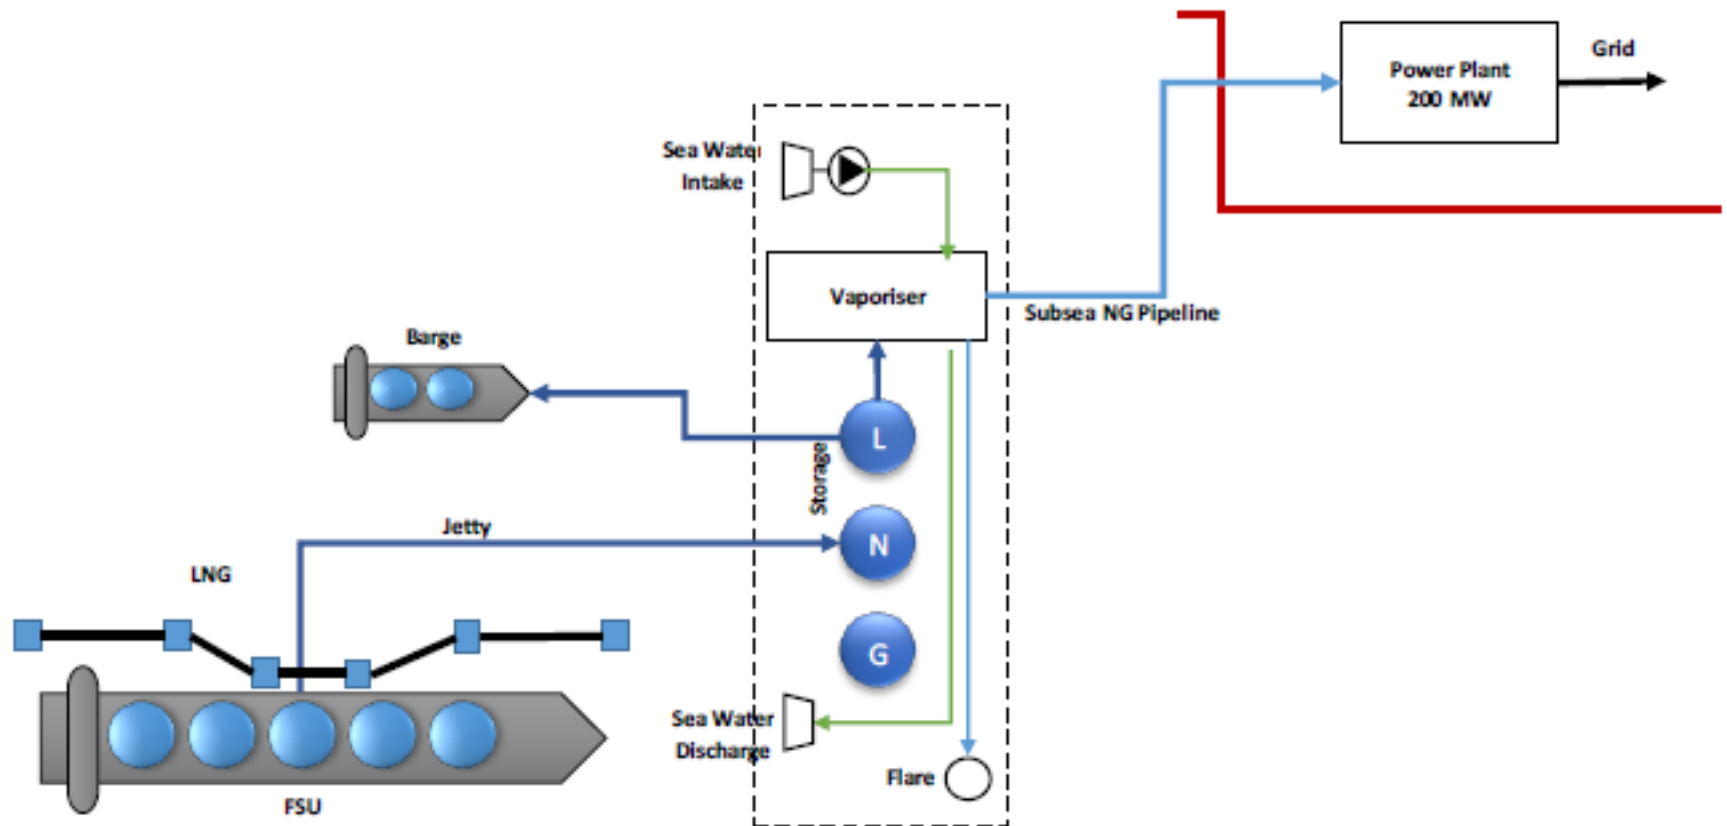 Grid
Power Plant
200 MW
Sea Water
Intake
Vaporiser
Subsea NG Pipeline
Barge
L
Storage
Jetty
N
LNG
G
Sea Water
Discharge
Flare
FSU